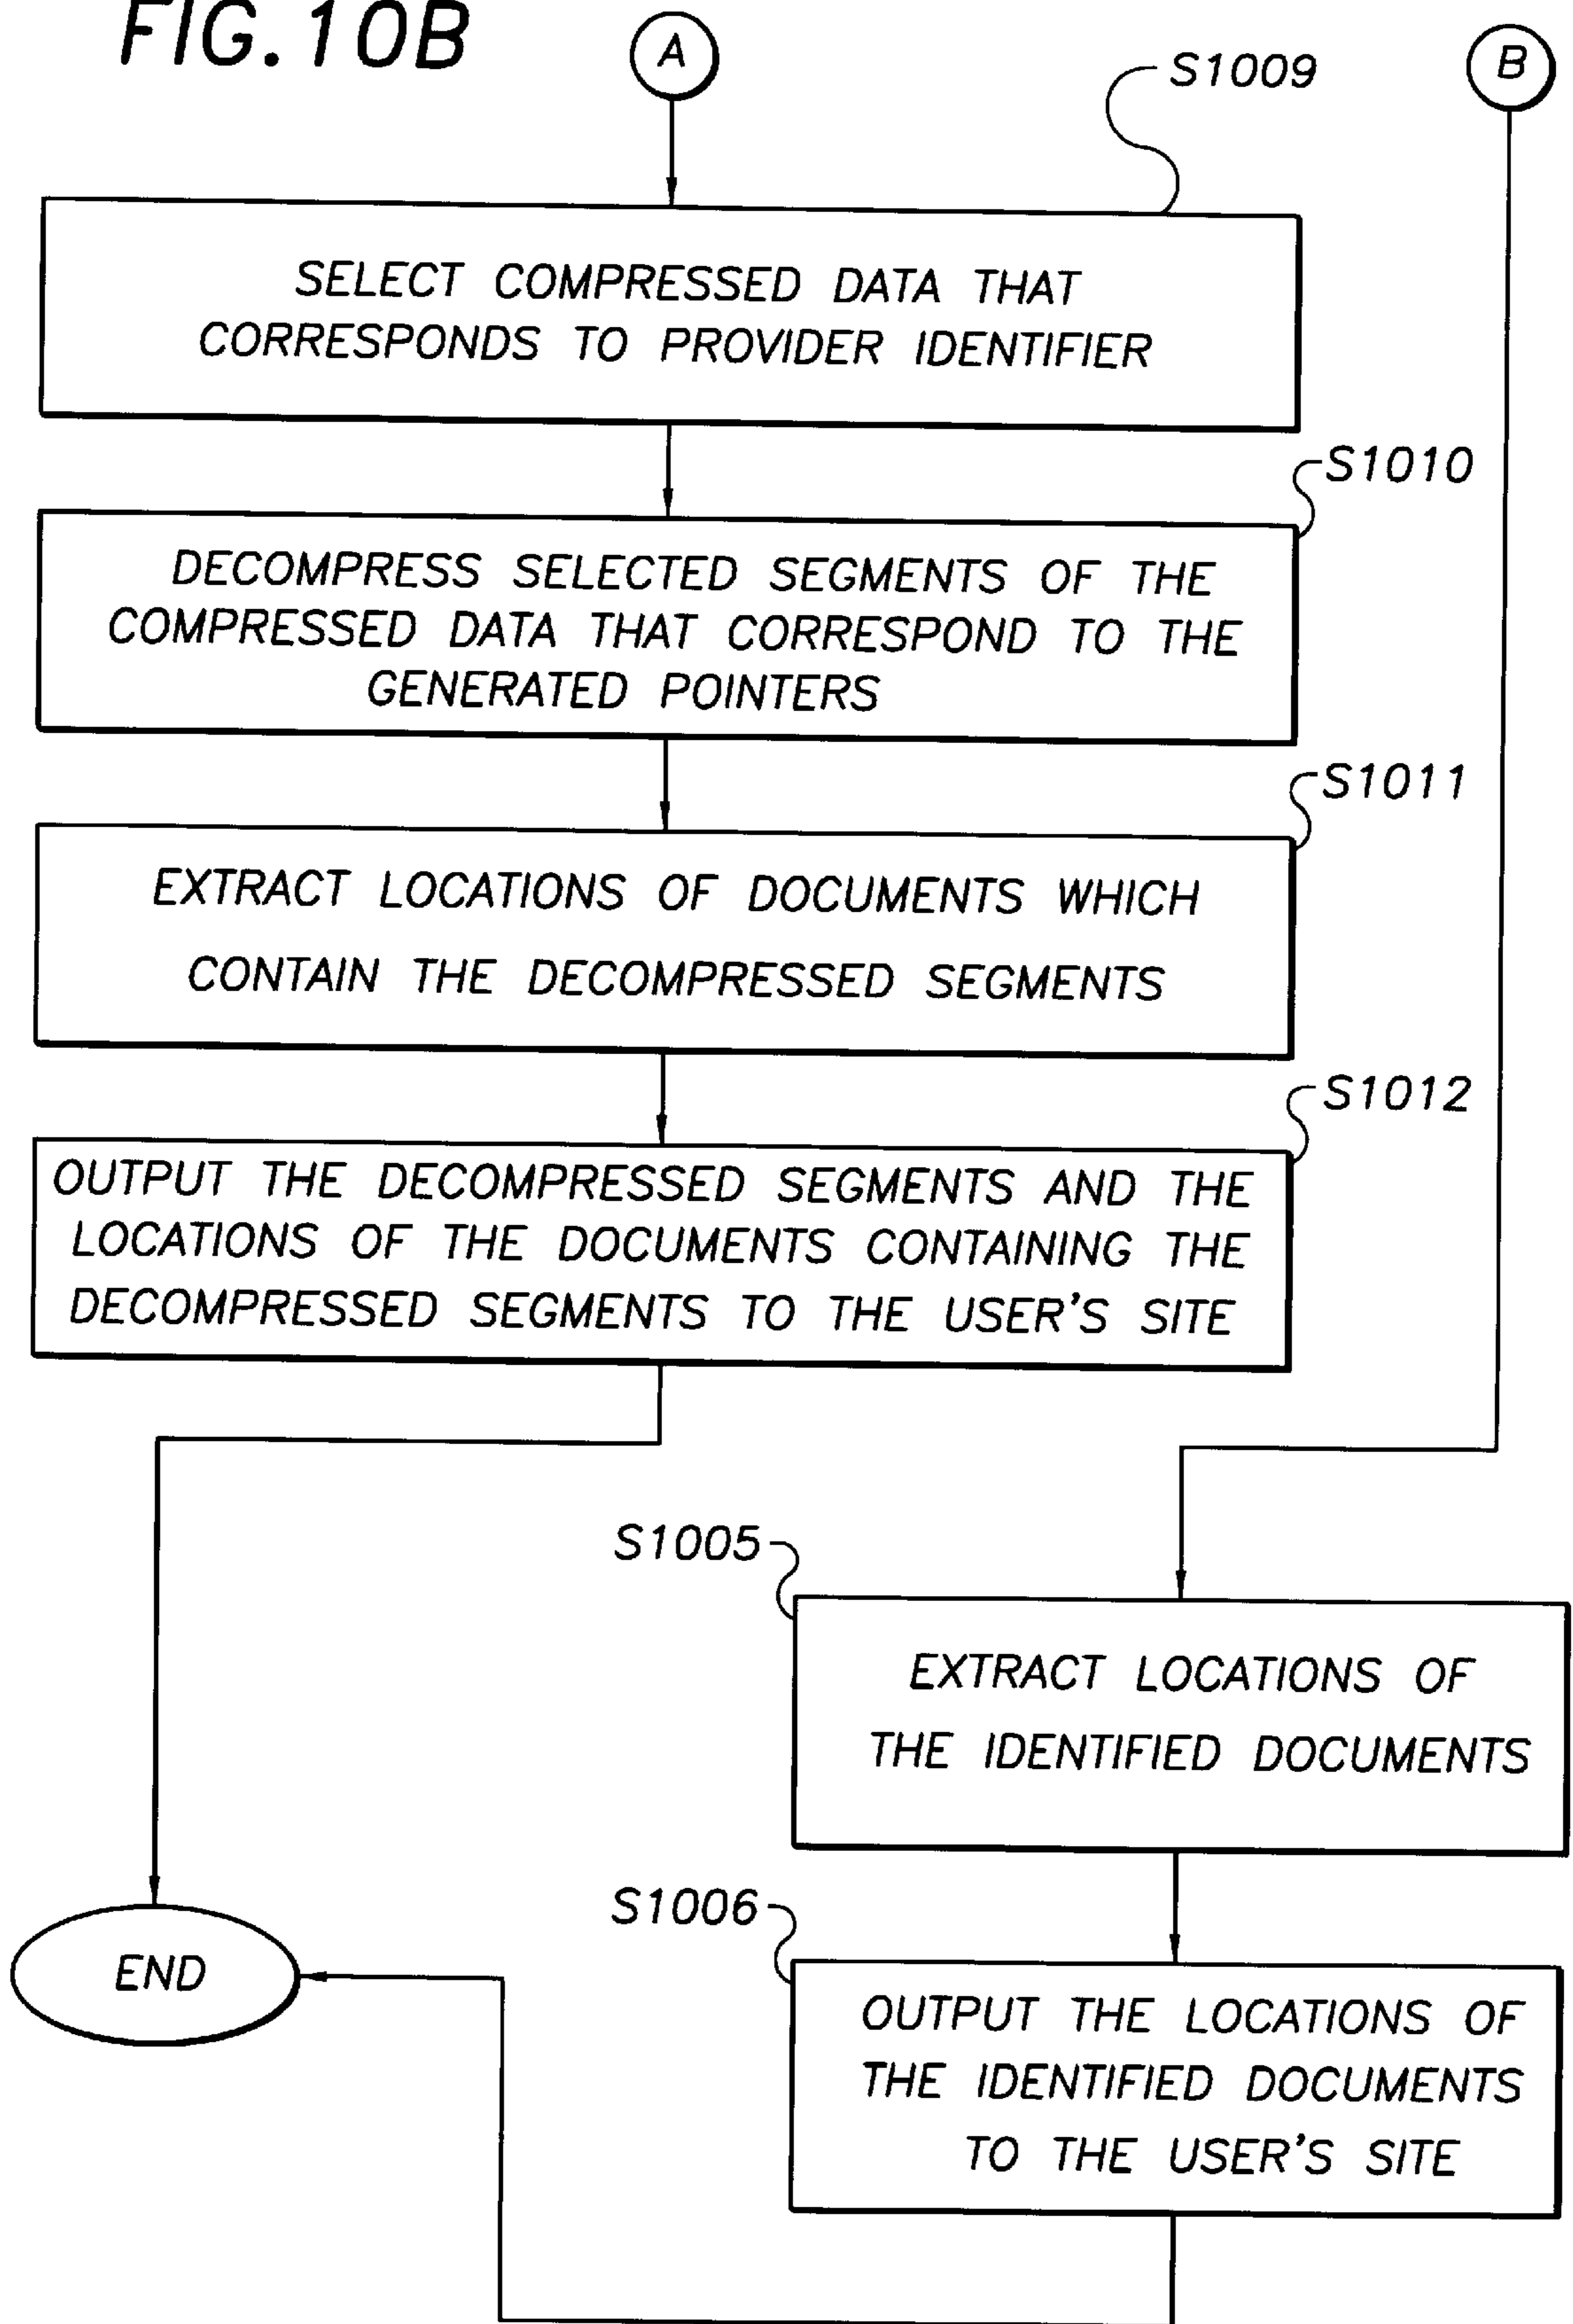 FIG. 10B
A
B
S1009
SELECT COMPRESSED DATA THAT
CORRESPONDS TO PROVIDER IDENTIFIER
S1010
DECOMPRESS SELECTED SEGMENTS OF THE
COMPRESSED DATA THAT CORRESPOND TO THE
GENERATED POINTERS
S1011
EXTRACT LOCATIONS OF DOCUMENTS WHICH
CONTAIN THE DECOMPRESSED SEGMENTS
S1012
OUTPUT THE DECOMPRESSED SEGMENTS AND THE
LOCATIONS OF THE DOCUMENTS CONTAINING THE
DECOMPRESSED SEGMENTS TO THE USER'S SITE
S1005
EXTRACT LOCATIONS OF
THE IDENTIFIED DOCUMENTS
S1006
OUTPUT THE LOCATIONS OF
THE IDENTIFIED DOCUMENTS
TO THE USER'S SITE
END